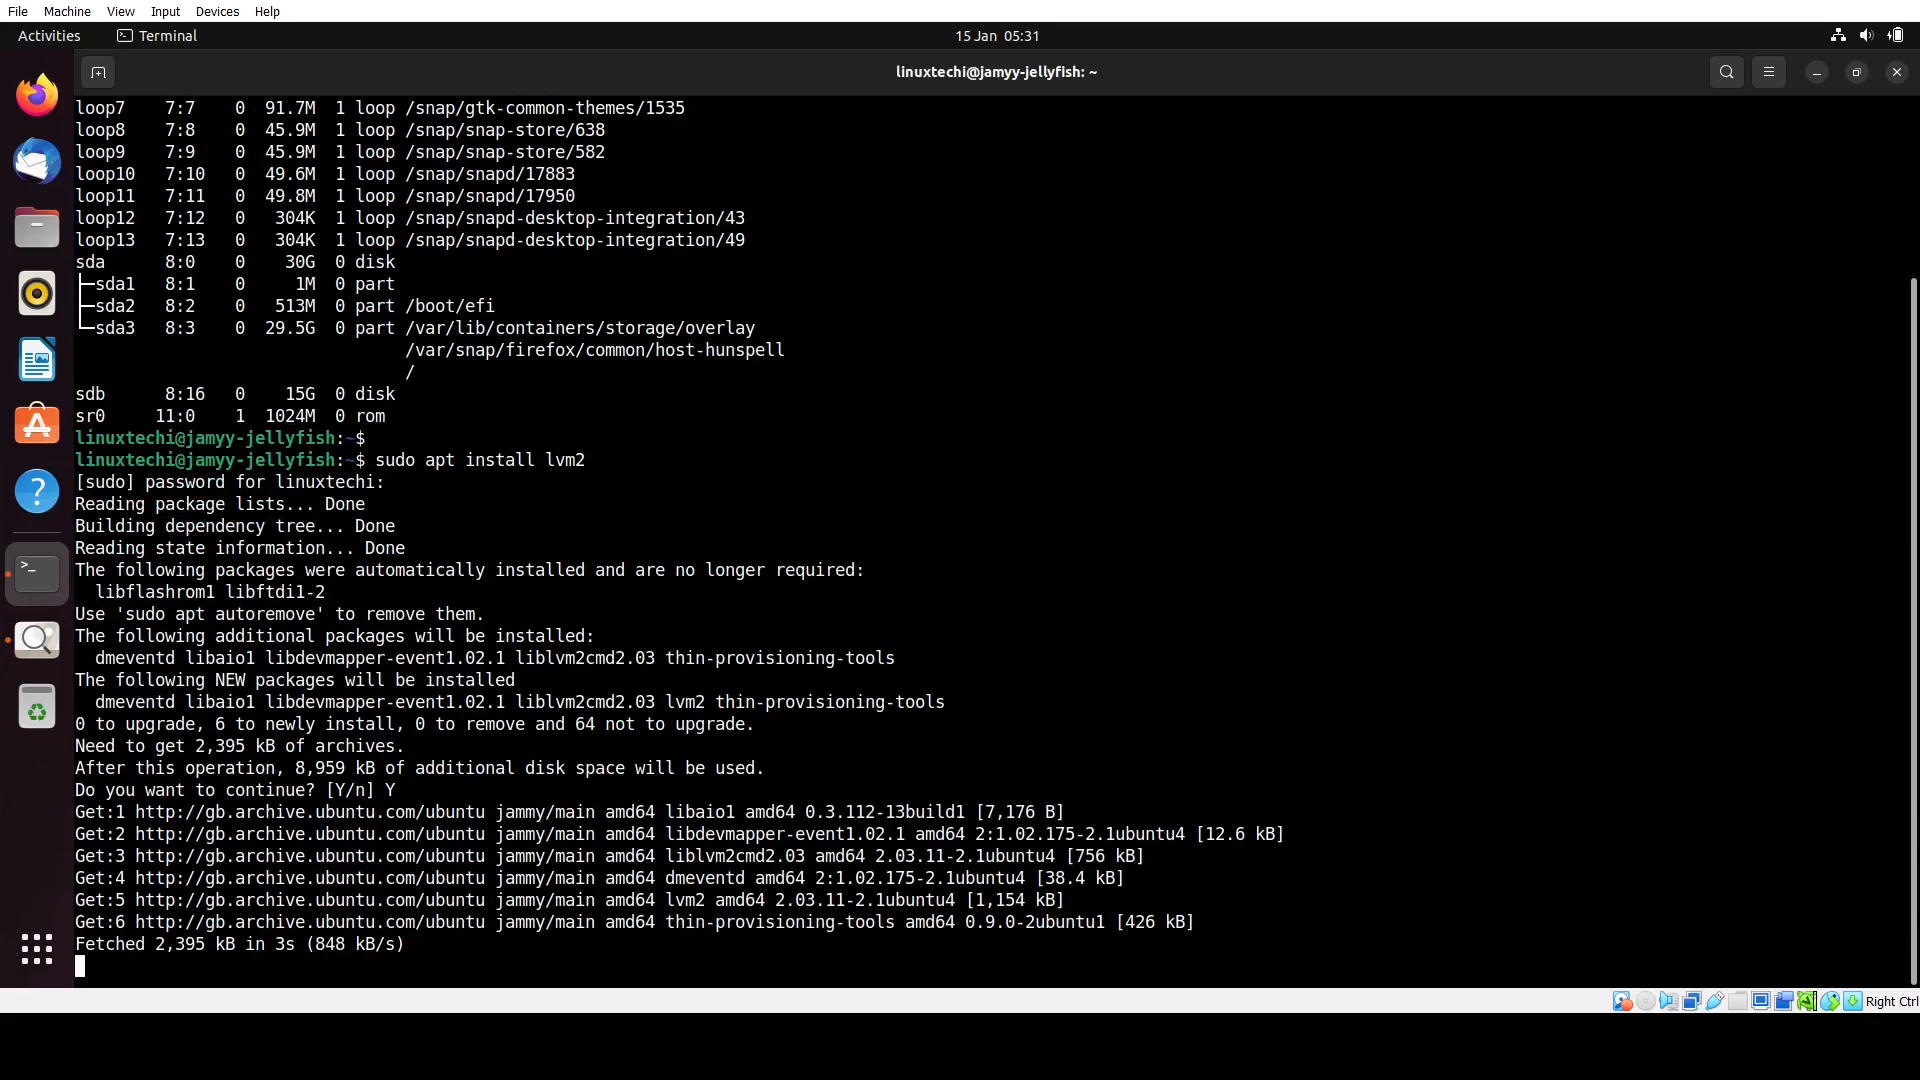 File Machine View Input Devices Help
Activities Terminal 15 Jan 05:31
linuxtechi@jamyy-jellyfish: ~
loop7 7:7 0 91.7M 1 loop /snap/gtk-common-themes/1535
loop8 7:8 0 45.9M 1 loop /snap/snap-store/638
loop9 7:9 0 45.9M 1 loop /snap/snap-store/582
loop10 7:10 0 49.6M 1 loop /snap/snapd/17883
loop11 7:11 0 49.8M 1 loop /snap/snapd/17950
loop12 7:12 0 304K 1 loop /snap/snapd-desktop-integration/43
loop13 7:13 0 304K 1 loop /snap/snapd-desktop-integration/49
sda 8:0 0 30G 0 disk
├─sda1 8:1 0 1M 0 part
├─sda2 8:2 0 513M 0 part /boot/efi
└─sda3 8:3 0 29.5G 0 part /var/lib/containers/storage/overlay
/var/snap/firefox/common/host-hunspell
/
sdb 8:16 0 15G 0 disk
sr0 11:0 1 1024M 0 rom
linuxtechi@jamyy-jellyfish:~$
linuxtechi@jamyy-jellyfish:~$ sudo apt install lvm2
[sudo] password for linuxtechi:
Reading package lists... Done
Building dependency tree... Done
Reading state information... Done
The following packages were automatically installed and are no longer required:
libflashrom1 libftdi1-2
Use 'sudo apt autoremove' to remove them.
The following additional packages will be installed:
dmeventd libaio1 libdevmapper-event1.02.1 liblvm2cmd2.03 thin-provisioning-tools
The following NEW packages will be installed
dmeventd libaio1 libdevmapper-event1.02.1 liblvm2cmd2.03 lvm2 thin-provisioning-tools
0 to upgrade, 6 to newly install, 0 to remove and 64 not to upgrade.
Need to get 2,395 kB of archives.
After this operation, 8,959 kB of additional disk space will be used.
Do you want to continue? [Y/n] Y
Get:1 http://gb.archive.ubuntu.com/ubuntu jammy/main amd64 libaio1 amd64 0.3.112-13build1 [7,176 B]
Get:2 http://gb.archive.ubuntu.com/ubuntu jammy/main amd64 libdevmapper-event1.02.1 amd64 2:1.02.175-2.1ubuntu4 [12.6 kB]
Get:3 http://gb.archive.ubuntu.com/ubuntu jammy/main amd64 liblvm2cmd2.03 amd64 2.03.11-2.1ubuntu4 [756 kB]
Get:4 http://gb.archive.ubuntu.com/ubuntu jammy/main amd64 dmeventd amd64 2:1.02.175-2.1ubuntu4 [38.4 kB]
Get:5 http://gb.archive.ubuntu.com/ubuntu jammy/main amd64 lvm2 amd64 2.03.11-2.1ubuntu4 [1,154 kB]
Get:6 http://gb.archive.ubuntu.com/ubuntu jammy/main amd64 thin-provisioning-tools amd64 0.9.0-2ubuntu1 [426 kB]
Fetched 2,395 kB in 3s (848 kB/s)
Right Ctrl